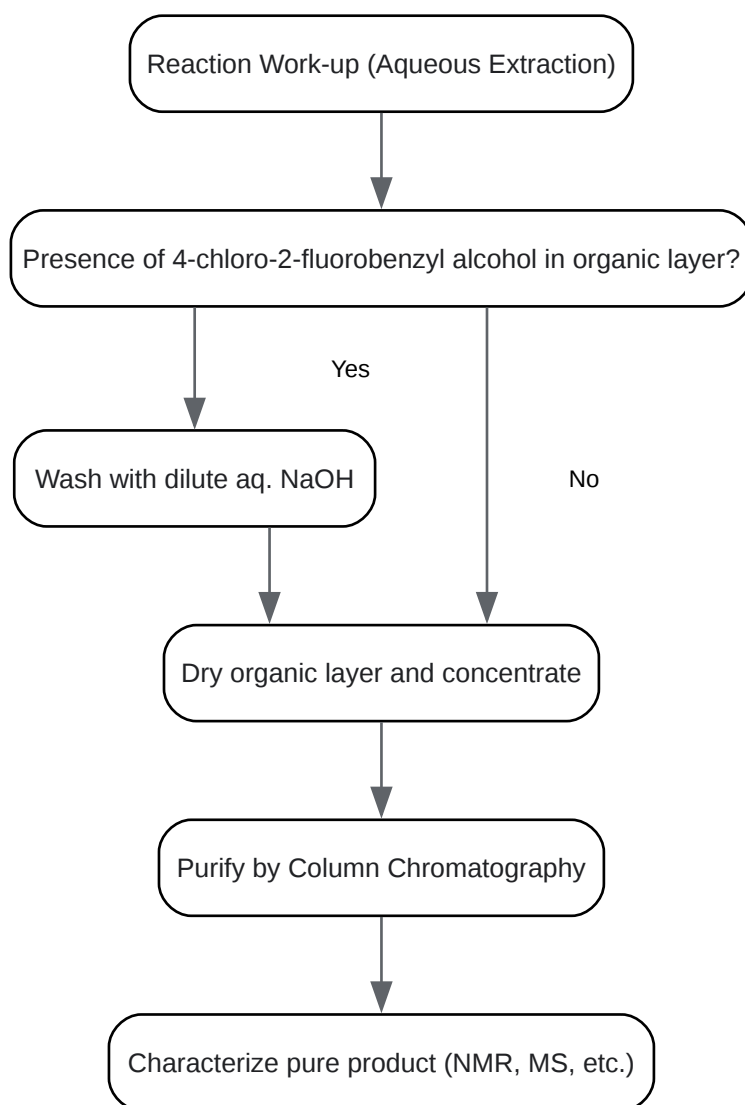 Reaction Work-up (Aqueous Extraction)
Presence of 4-chloro-2-fluorobenzyl alcohol in organic layer?
Yes
Wash with dilute aq. NaOH
No
Dry organic layer and concentrate
Purify by Column Chromatography
Characterize pure product (NMR, MS, etc.)